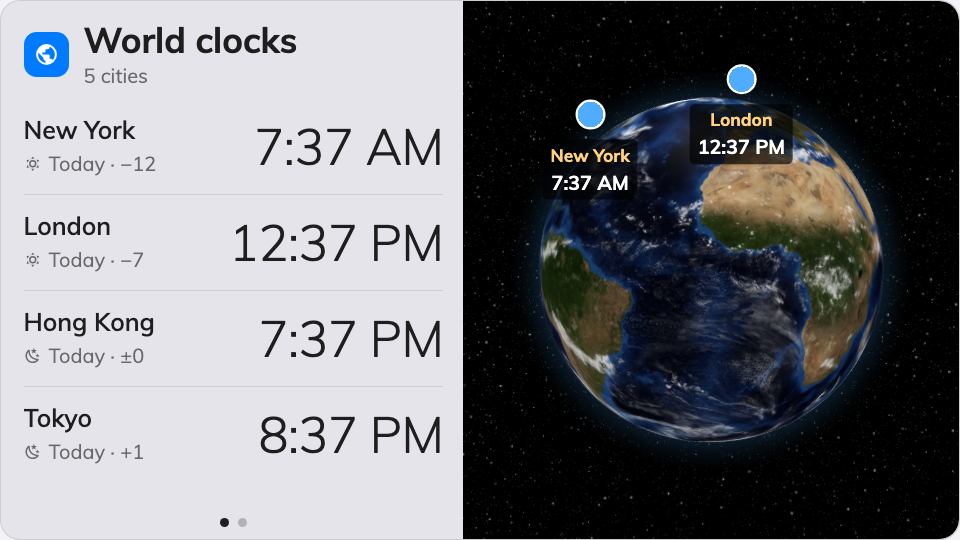 World clocks
5 cities
New York
Today · −12
7:37 AM
London
Today · −7
12:37 PM
Hong Kong
Today · ±0
7:37 PM
Tokyo
Today · +1
8:37 PM
London
12:37 PM
New York
7:37 AM